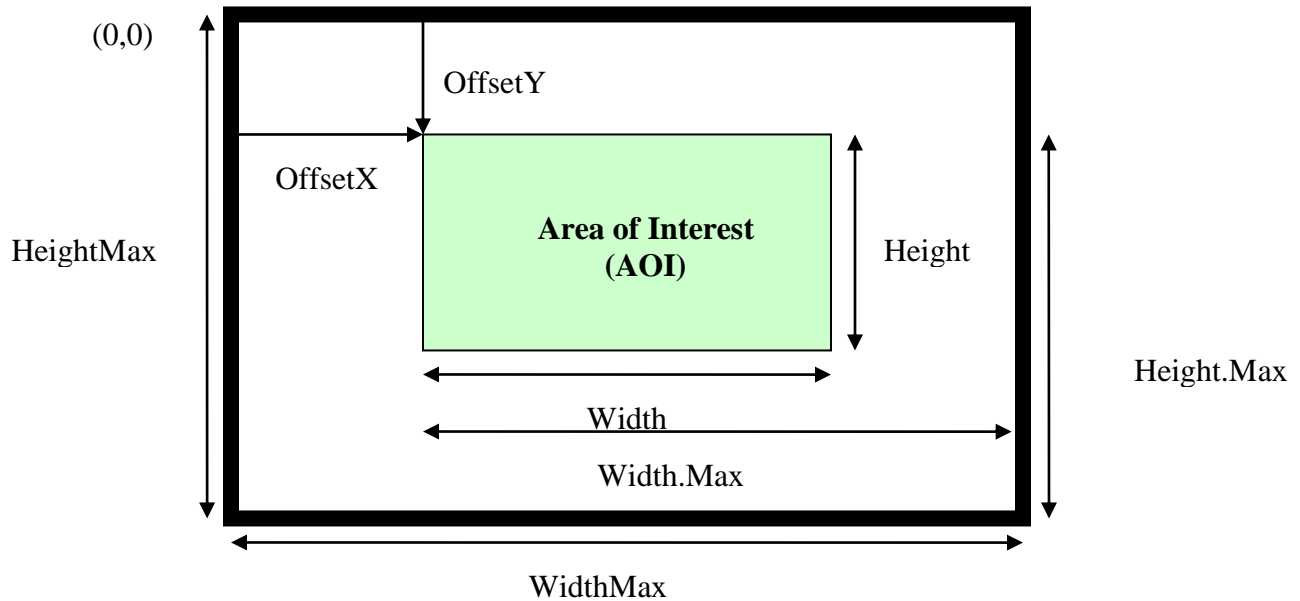 (0,0)
OffsetY
OffsetX
Area of Interest
(AOI)
HeightMax
Height
Height.Max
Width
Width.Max
WidthMax